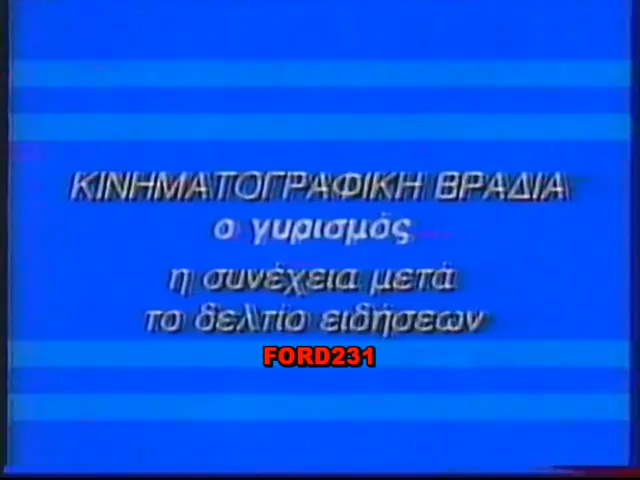 ΚΙΝΗΜΑΤΟΓΡΑΦΙΚΗ ΒΡΑΔΙΑ
ο γυρισμός
η συνέχεια μετά
το δελτίο ειδήσεων
FORD231